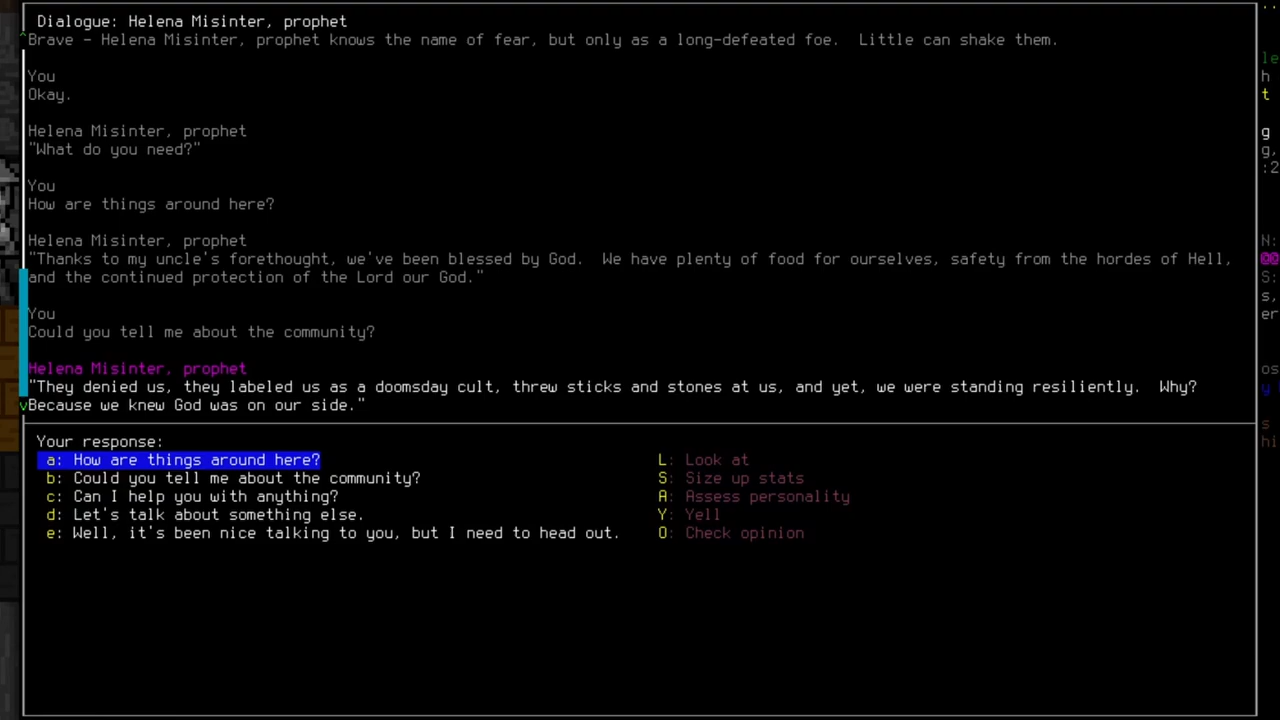 Dialogue: Helena Misinter, prophet
^Brave - Helena Misinter, prophet knows the name of fear, but only as a long-defeated foe.  Little can shake them.
You
Okay.
Helena Misinter, prophet
"What do you need?"
You
How are things around here?
Helena Misinter, prophet
"Thanks to my uncle's forethought, we've been blessed by God.  We have plenty of food for ourselves, safety from the hordes of Hell,
and the continued protection of the Lord our God."
You
Could you tell me about the community?
Helena Misinter, prophet
"They denied us, they labeled us as a doomsday cult, threw sticks and stones at us, and yet, we were standing resiliently.  Why?
vBecause we knew God was on our side."
Your response:
a: How are things around here?
b: Could you tell me about the community?
c: Can I help you with anything?
d: Let's talk about something else.
e: Well, it's been nice talking to you, but I need to head out.
L: Look at
S: Size up stats
A: Assess personality
Y: Yell
O: Check opinion
le
h
t
g
g,
:2
N:
@@
S:
s,
er
os
y
s
hi